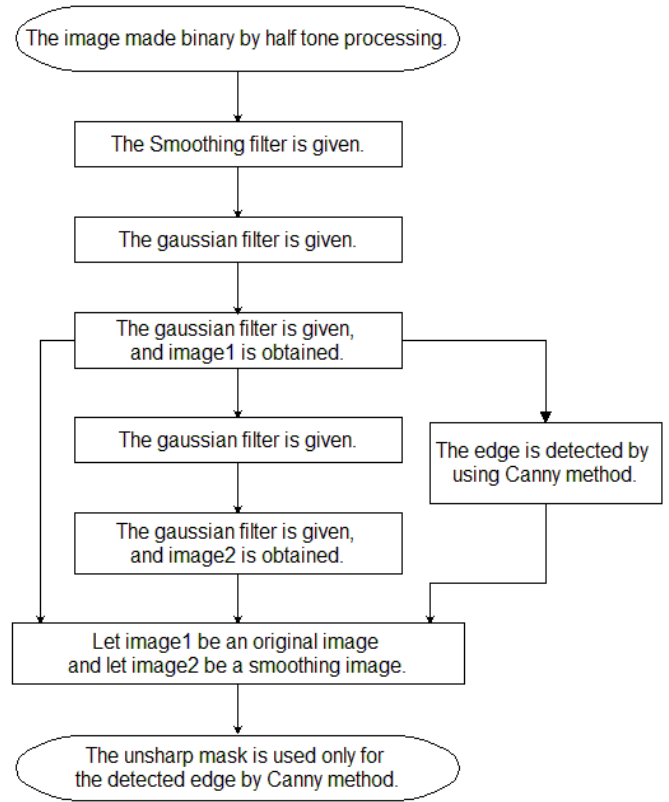 The image made binary by half tone processing.
The Smoothing filter is given.
The gaussian filter is given.
The gaussian filter is given,
and image1 is obtained.
The gaussian filter is given.
The edge is detected by
using Canny method.
The gaussian filter is given,
and image2 is obtained.
Let image1 be an original image
and let image2 be a smoothing image.
The unsharp mask is used only for
the detected edge by Canny method.